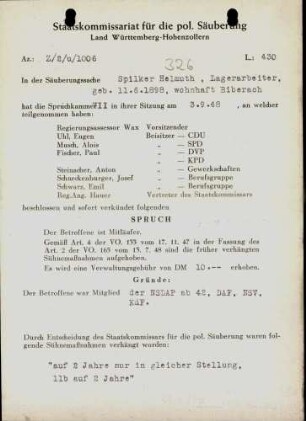 Staatskommissariat für die pol. Säuberung
Land Württemberg-Hohenzollern
Az.: Z/S/u/1004
L.: 430
326
In der Säuberungssache Spilker Helmuth, Lagerarbeiter,
geb. 11.6.1898, wohnhaft Biberach
hat die Spruchkammer VII in ihrer Sitzung am 3.9.48, an welcher
teilgenommen haben:
Regierungsassessor Wax Vorsitzender
Uhl, Eugen Beisitzer — CDU
Musch, Alois „ — SPD
Fischer, Paul „ — DVP
„ — KPD
Steinacher, Anton „ — Gewerkschaften
Schneckenburger, Josef „ — Berufsgruppe
Schwarz, Emil „ — Berufsgruppe
Reg.Ang. Hauer Vertreter des Staatskommissars
beschlossen und sofort verkündet folgenden
SPRUCH
Der Betroffene ist Mitläufer.
Gemäß Art. 4 der VO. 133 vom 17. 11. 47 in der Fassung des
Art. 2 der VO. 165 vom 15. 7. 48 sind die früher verhängten
Sühnemaßnahmen aufgehoben.
Es wird eine Verwaltungsgebühr von DM 10.-- erhoben.
Gründe:
Der Betroffene war Mitglied der NSDAP ab 42, DAF, NSV,
Durch Entscheidung des Staatskommissars für die pol. Säuberung waren fol-
gende Sühnemaßnahmen verhängt worden:
"auf 2 Jahre nur in gleicher Stellung,
11b auf 2 Jahre"